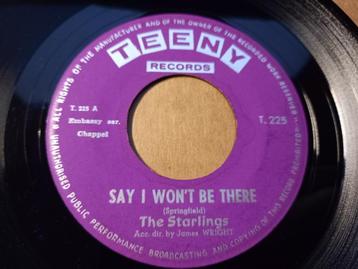 TEENY
RECORDS
ALL RIGHTS OF THE MANUFACTURER AND OF THE OWNER OF THE RECORDED WORK RESERVED
UNAUTHORISED PUBLIC PERFORMANCE BROADCASTING AND COPYING OF THIS RECORD PROHIBITED
T. 225 A
Embassy ser.
Chappel
T. 225
SAY I WON'T BE THERE
(Springfield)
The Starlings
Acc. dir. by James WRIGHT